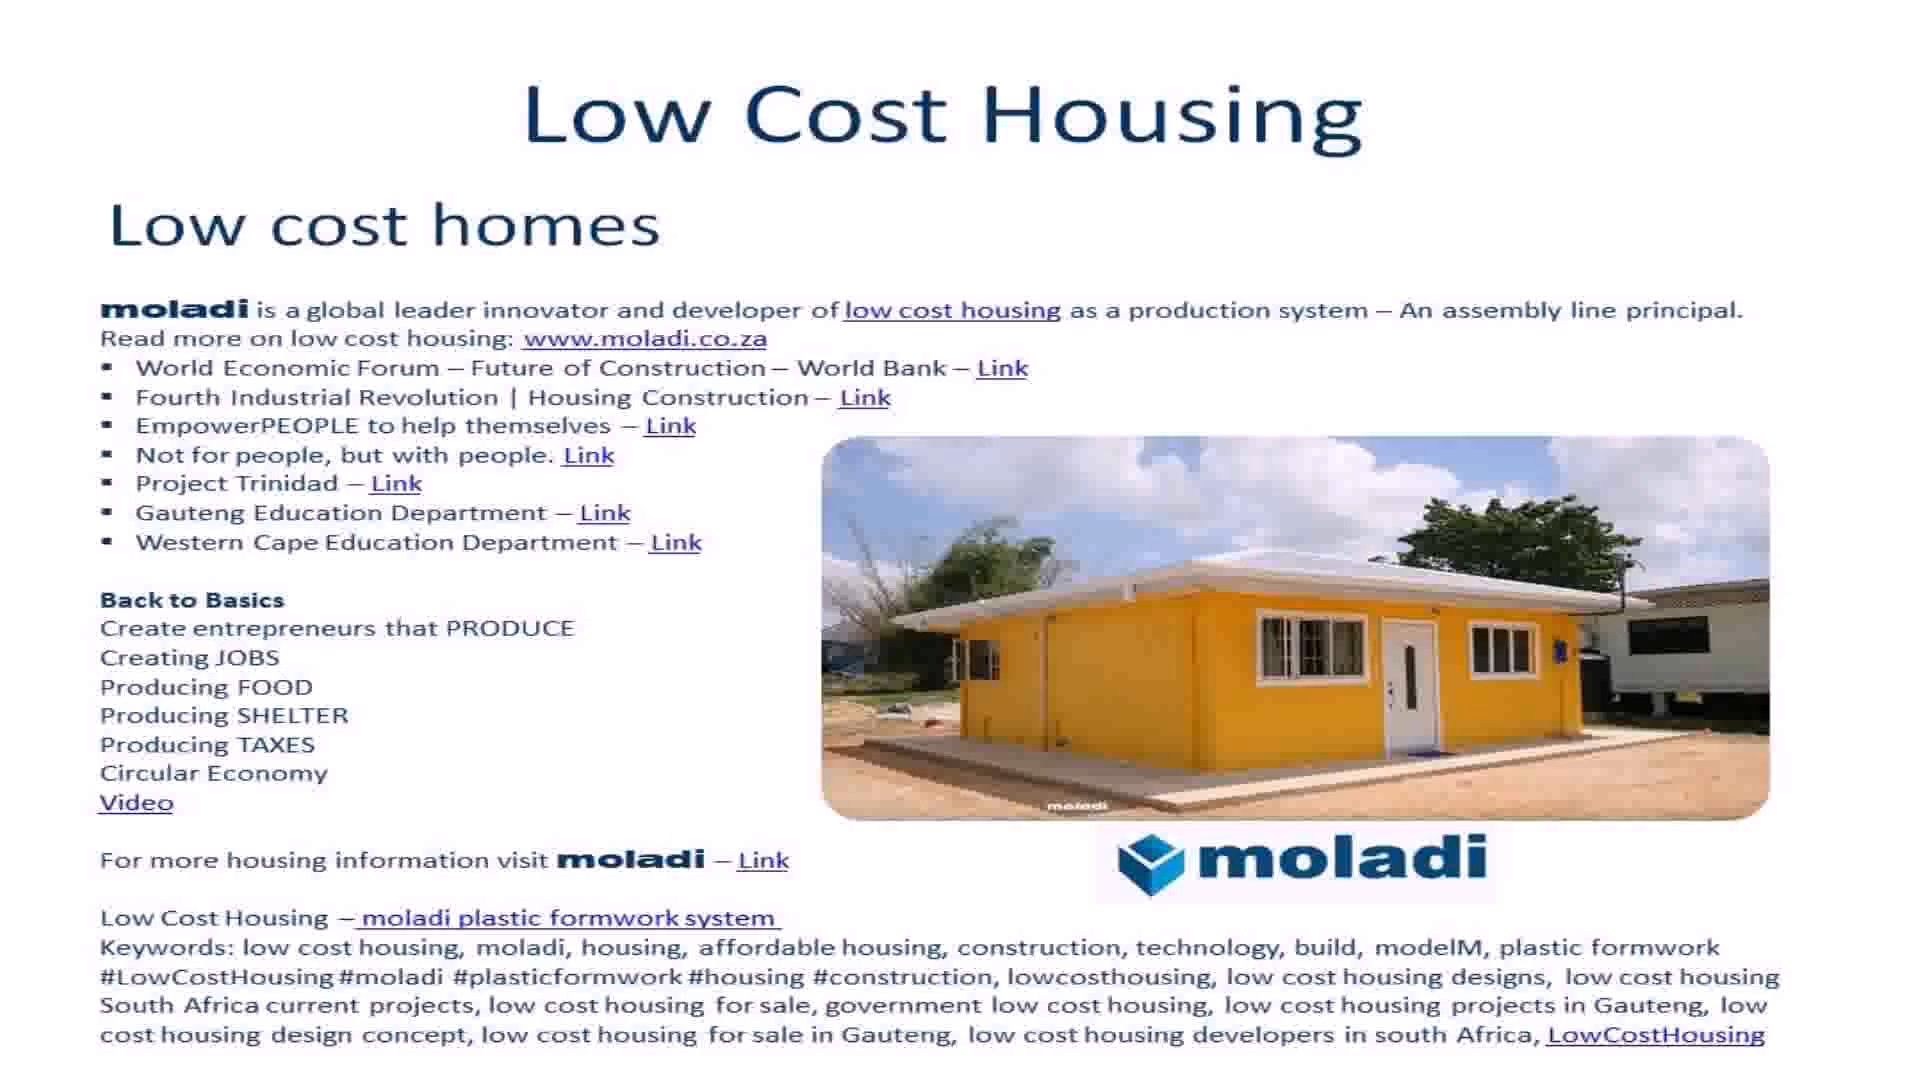 Low Cost Housing
Low cost homes
moladi is a global leader innovator and developer of low cost housing as a production system – An assembly line principal.
Read more on low cost housing: www.moladi.co.za
▪ World Economic Forum – Future of Construction – World Bank – Link
▪ Fourth Industrial Revolution | Housing Construction – Link
▪ EmpowerPEOPLE to help themselves – Link
▪ Not for people, but with people. Link
▪ Project Trinidad – Link
▪ Gauteng Education Department – Link
▪ Western Cape Education Department – Link
Back to Basics
Create entrepreneurs that PRODUCE
Creating JOBS
Producing FOOD
Producing SHELTER
Producing TAXES
Circular Economy
Video
moladi
moladi
For more housing information visit moladi – Link
Low Cost Housing – moladi plastic formwork system
Keywords: low cost housing, moladi, housing, affordable housing, construction, technology, build, modelM, plastic formwork
#LowCostHousing #moladi #plasticformwork #housing #construction, lowcosthousing, low cost housing designs, low cost housing
South Africa current projects, low cost housing for sale, government low cost housing, low cost housing projects in Gauteng, low
cost housing design concept, low cost housing for sale in Gauteng, low cost housing developers in south Africa, LowCostHousing